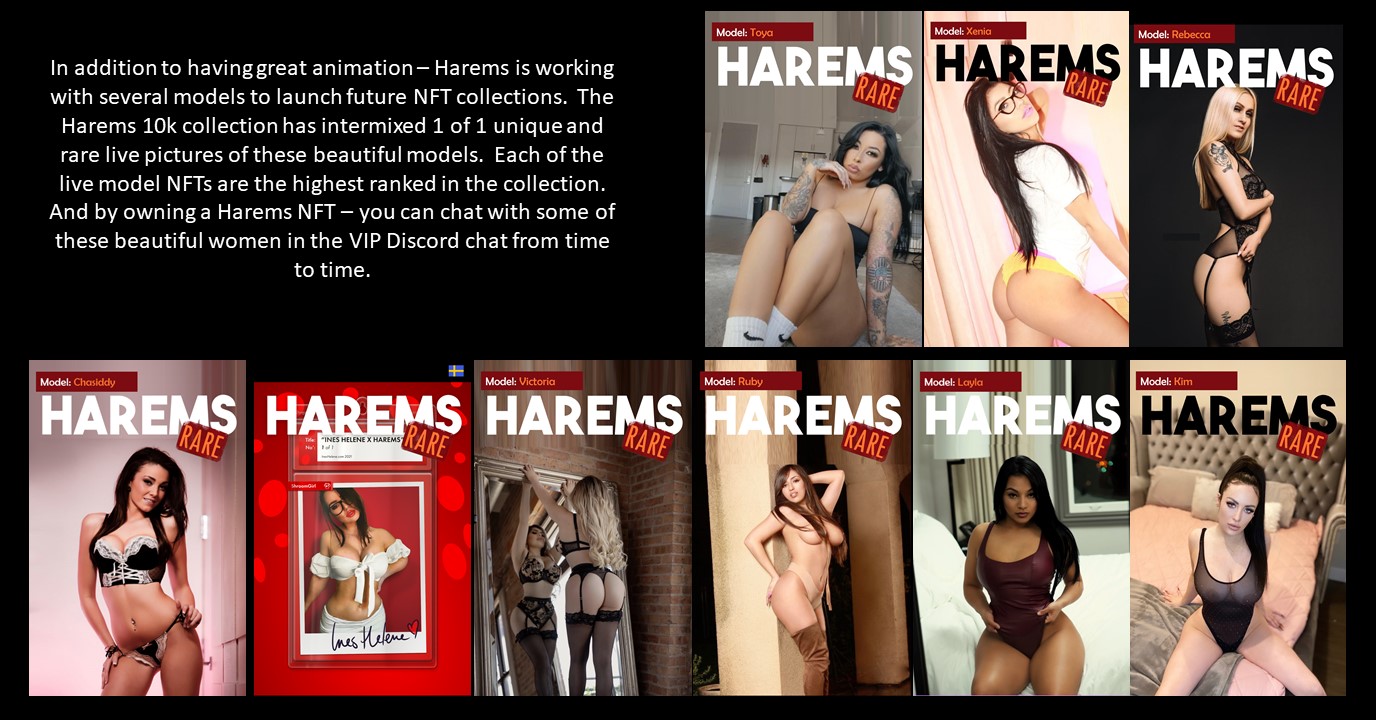 In addition to having great animation – Harems is working
with several models to launch future NFT collections. The
Harems 10k collection has intermixed 1 of 1 unique and
rare live pictures of these beautiful models. Each of the
live model NFTs are the highest ranked in the collection.
And by owning a Harems NFT – you can chat with some of
these beautiful women in the VIP Discord chat from time
to time.
Model: Toya
HAREMS
RARE
Model: Xenia
HAREMS
RARE
Model: Rebecca
HAREMS
RARE
Model: Chasiddy
HAREMS
RARE
HAREMS
RARE
Title
"INES HELENE X HAREMS"
No
ShroomGirl
Ines Helene
Model: Victoria
HAREMS
RARE
Model: Ruby
HAREMS
RARE
Model: Layla
HAREMS
RARE
Model: Kim
HAREMS
RARE